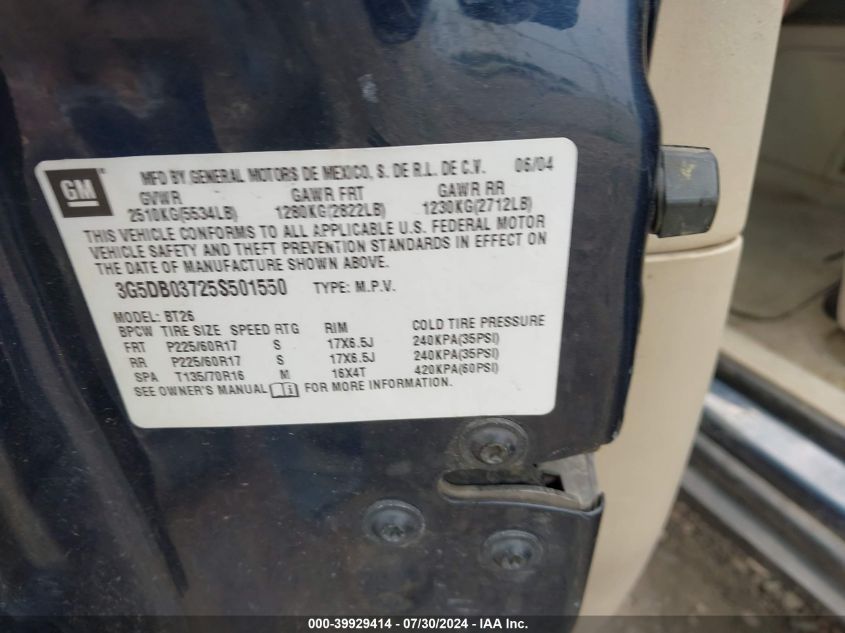 GM
MFD BY GENERAL MOTORS DE MEXICO, S. DE R.L. DE C.V. 06/04
GVWR GAWR FRT GAWR RR
2510KG(5534LB) 1280KG(2822LB) 1230KG(2712LB)
THIS VEHICLE CONFORMS TO ALL APPLICABLE U.S. FEDERAL MOTOR
VEHICLE SAFETY AND THEFT PREVENTION STANDARDS IN EFFECT ON
THE DATE OF MANUFACTURE SHOWN ABOVE.
3G5DB03725S501550 TYPE: M.P.V.
MODEL: BT26
BPCW TIRE SIZE SPEED RTG RIM COLD TIRE PRESSURE
FRT P225/60R17 S 17X6.5J 240KPA(35PSI)
RR P225/60R17 S 17X6.5J 240KPA(35PSI)
SPA T135/70R16 M 16X4T 420KPA(60PSI)
SEE OWNER'S MANUAL FOR MORE INFORMATION.
000-39929414 - 07/30/2024 - IAA Inc.